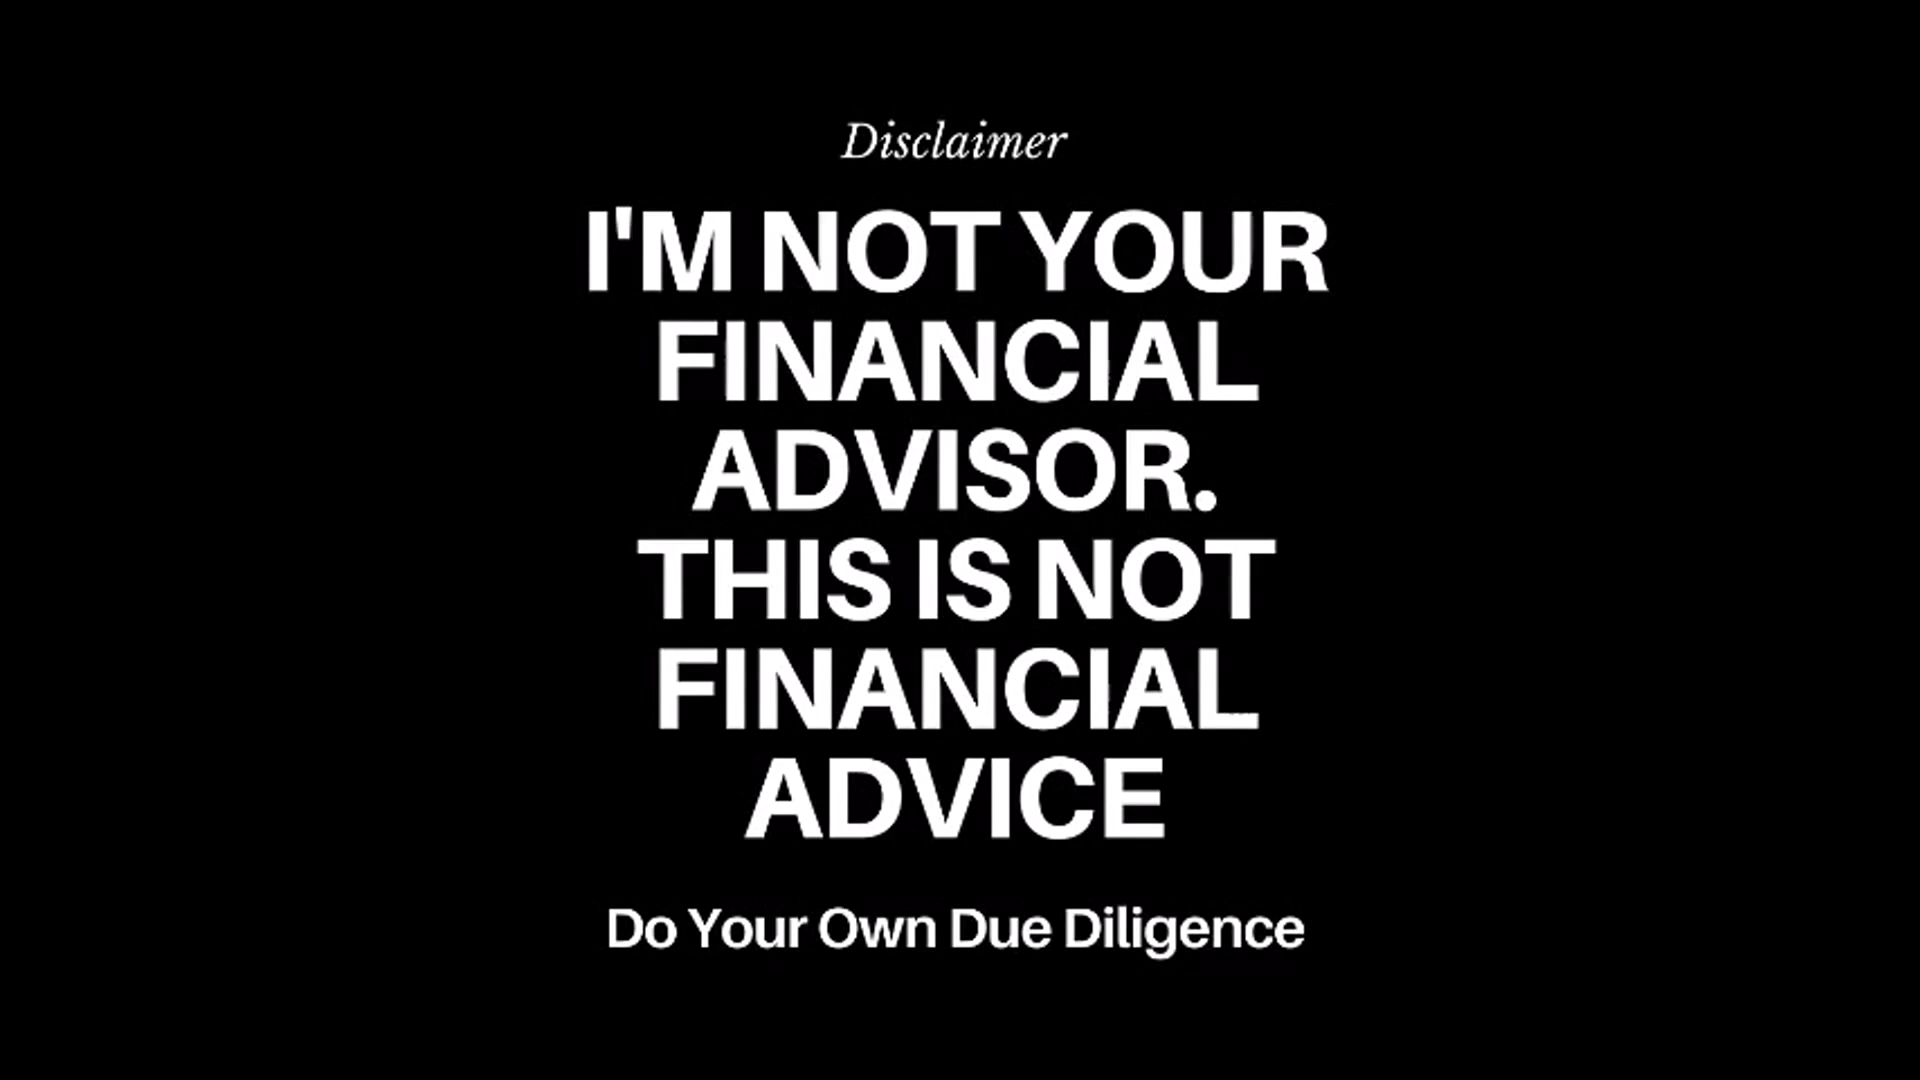 Disclaimer
I'M NOT YOUR
FINANCIAL
ADVISOR.
THIS IS NOT
FINANCIAL
ADVICE
Do Your Own Due Diligence